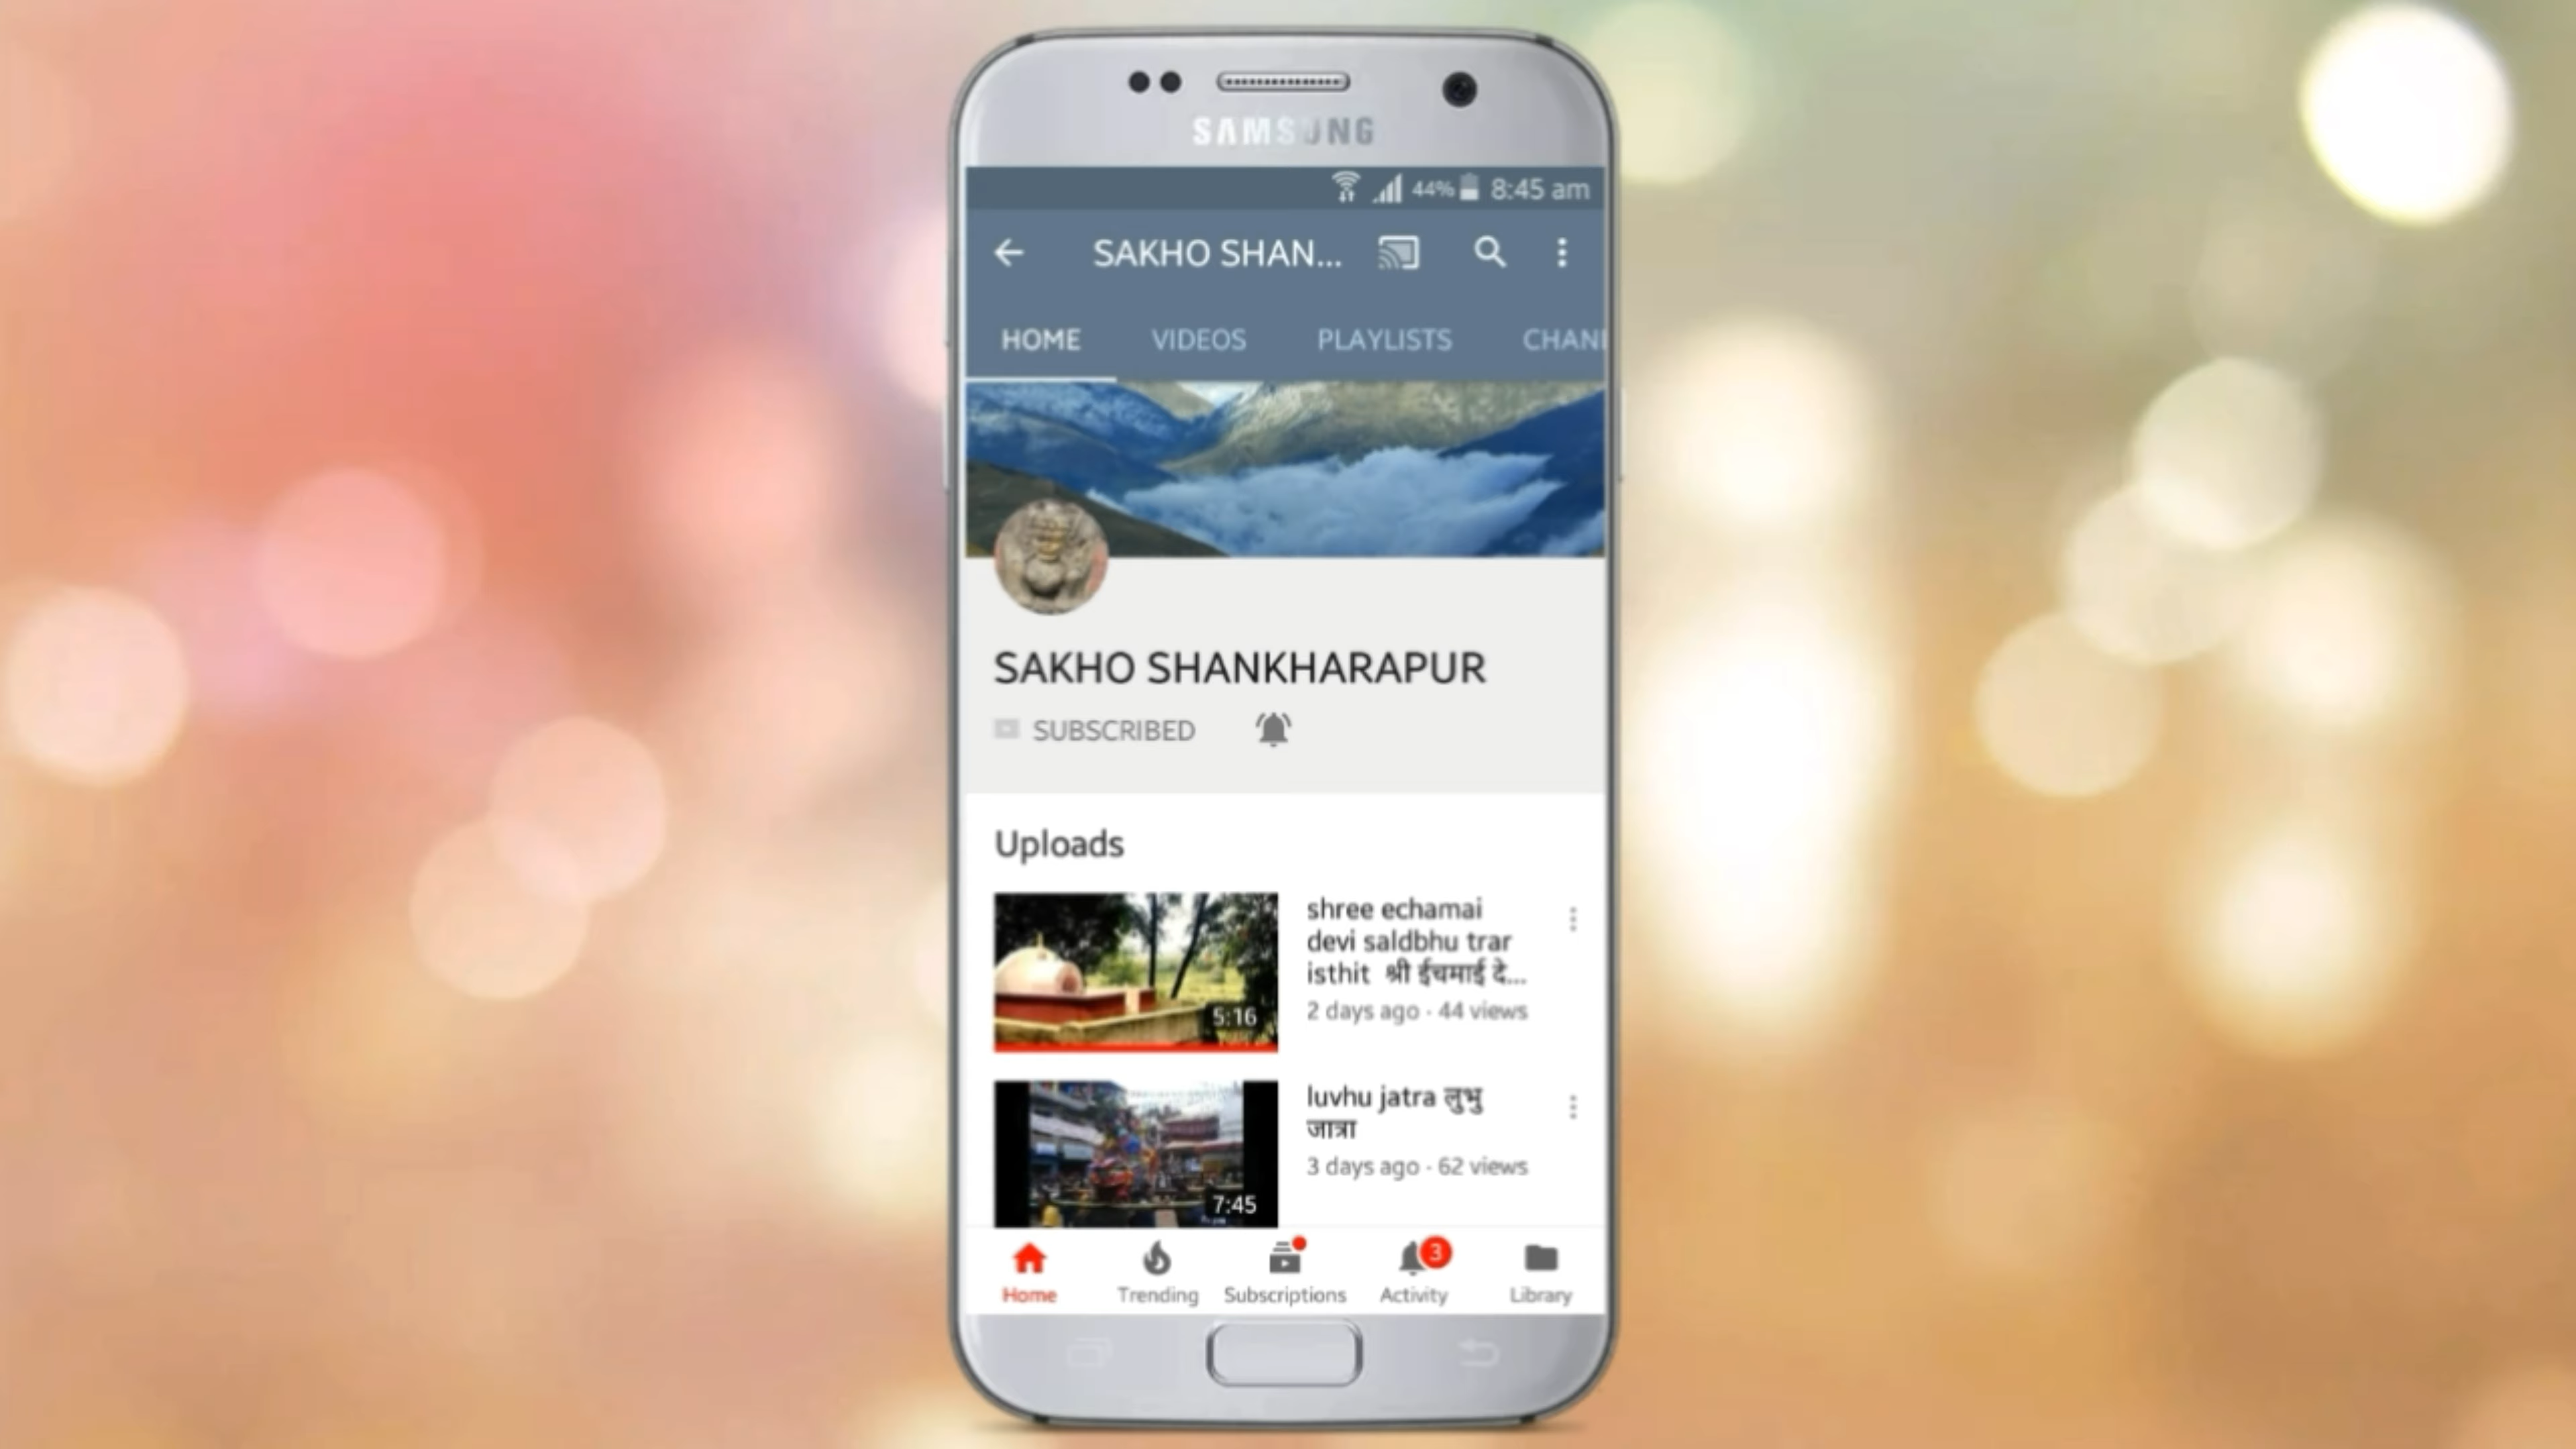 SAMSUNG
44% 8:45 am
SAKHO SHAN...
HOME VIDEOS PLAYLISTS CHAN
SAKHO SHANKHARAPUR
SUBSCRIBED
Uploads
shree echamai
devi saldbhu trar
isthit श्री ईचमाई दे...
2 days ago · 44 views
5:16
luvhu jatra लुभु
जात्रा
3 days ago · 62 views
7:45
3
Home Trending Subscriptions Activity Library